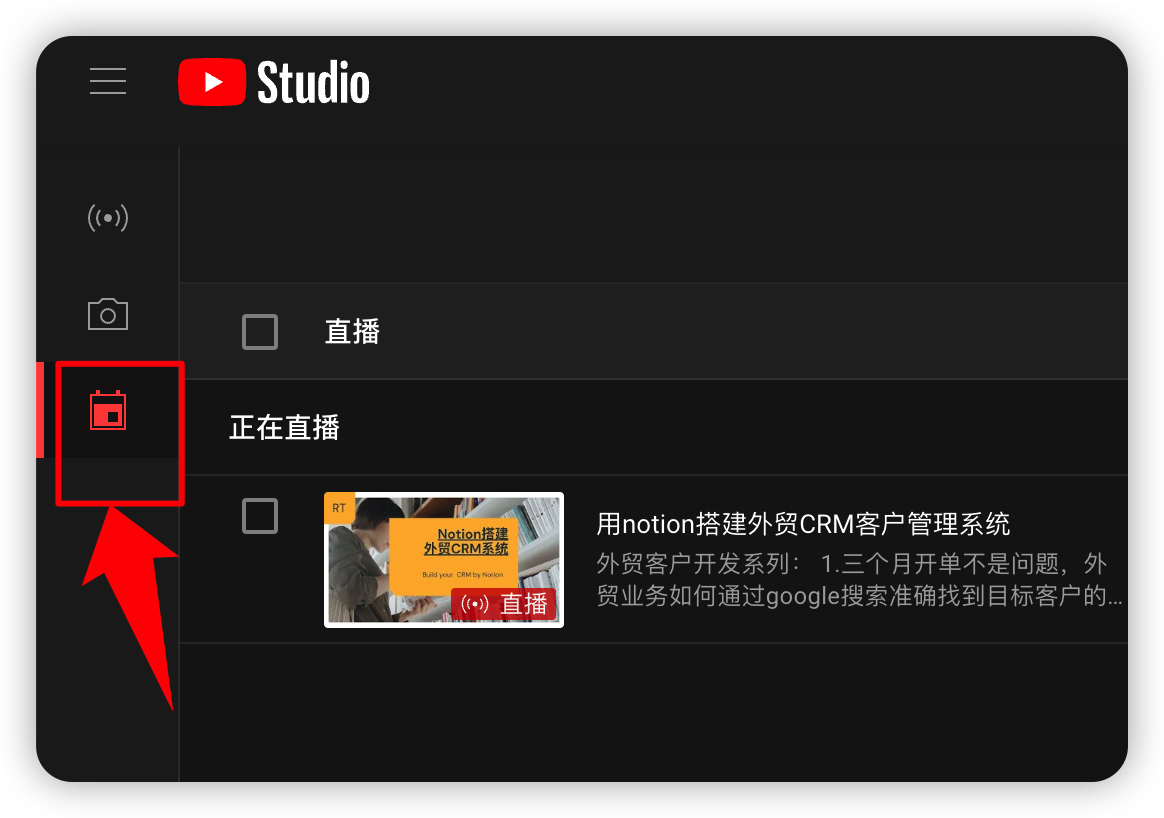 Studio
直播
正在直播
RT
Notion搭建
外贸CRM系统
Build your CRM by Notion
直播
用notion搭建外贸CRM客户管理系统
外贸客户开发系列： 1.三个月开单不是问题，外
贸业务如何通过google搜索准确找到目标客户的...